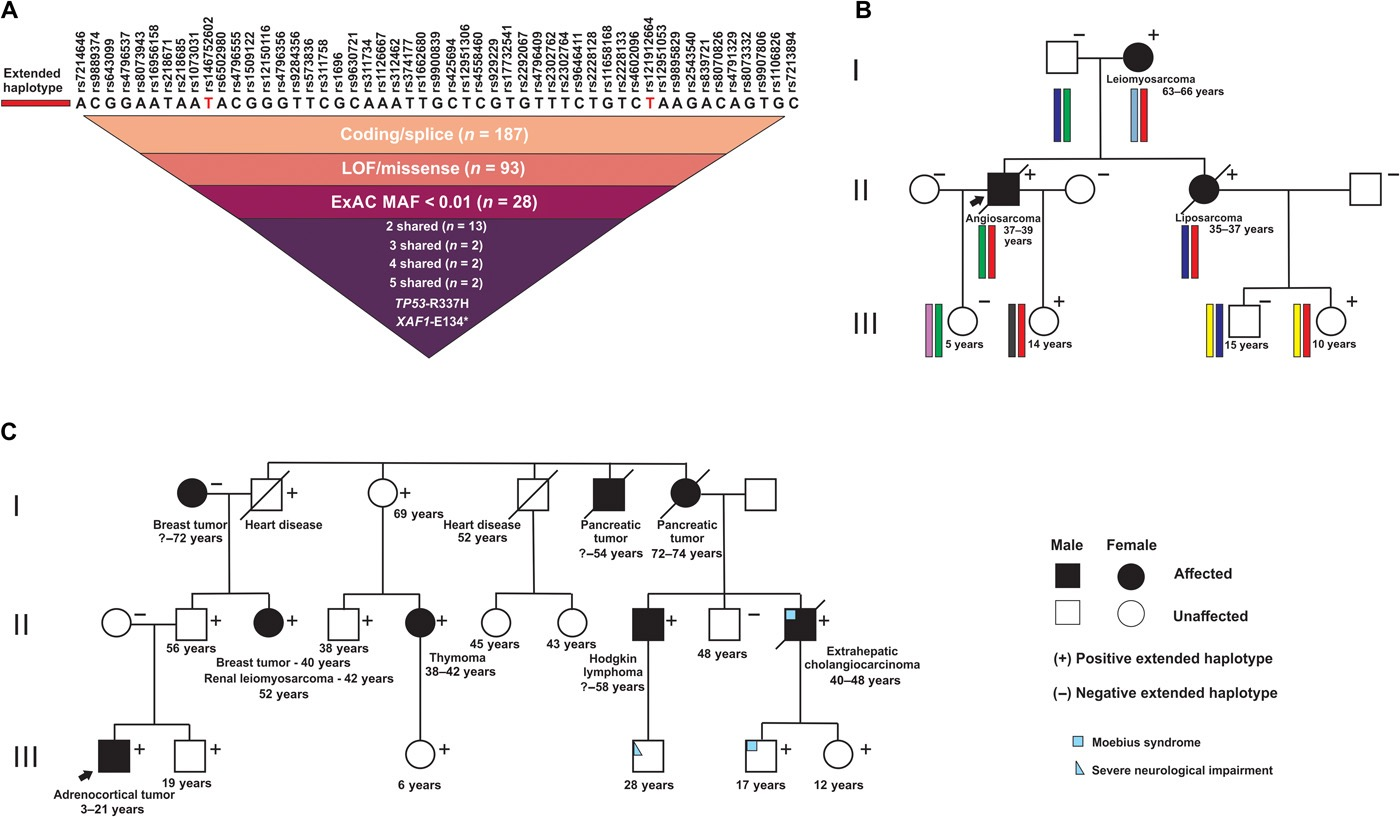 A
rs7214646
rs9889374
rs643099
rs4796537
rs8073943
rs16956158
rs218671
rs218685
rs1073031
rs146752602
rs4796555
rs1509122
rs12150116
rs4796356
rs9284356
rs573836
rs311758
rs1696
rs9630721
rs311734
rs1126667
rs312462
rs174177
rs1662680
rs9900839
rs425694
rs12951306
rs4558460
rs929229
rs17732541
rs2292067
rs4796409
rs2302762
rs2302764
rs9646411
rs2228128
rs11658168
rs2228133
rs4602096
rs121912664
rs12951053
rs9895829
rs2543540
rs839721
rs8070826
rs4791329
rs8073332
rs9907806
rs1106826
rs7213894
Extended
haplotype
A C G G A A T A A T A C G G G T T C G C A A A T T G C T C G T G T T T C T G T C T A A G A C A G T G C
Coding/splice (n = 187)
LOF/missense (n = 93)
ExAC MAF < 0.01 (n = 28)
2 shared (n = 13)
3 shared (n = 2)
4 shared (n = 2)
5 shared (n = 2)
TP53-R337H
XAF1-E134*
B
I
− +
Leiomyosarcoma
63–66 years
II
− + − + −
Angiosarcoma
37–39
years
Liposarcoma
35–37 years
III
− + − +
5 years
14 years
15 years
10 years
C
I
− + +
69 years
Breast tumor
?–72 years
Heart disease
Heart disease
52 years
Pancreatic
tumor
?–54 years
Pancreatic
tumor
72–74 years
II
− + + + + + − +
56 years
Breast tumor - 40 years
Renal leiomyosarcoma - 42 years
52 years
38 years
Thymoma
38–42 years
45 years
43 years
Hodgkin
lymphoma
?–58 years
48 years
Extrahepatic
cholangiocarcinoma
40–48 years
III
+ + + + +
Adrenocortical tumor
3–21 years
19 years
6 years
28 years
17 years
12 years
Male Female
Affected
Unaffected
(+) Positive extended haplotype
(−) Negative extended haplotype
Moebius syndrome
Severe neurological impairment